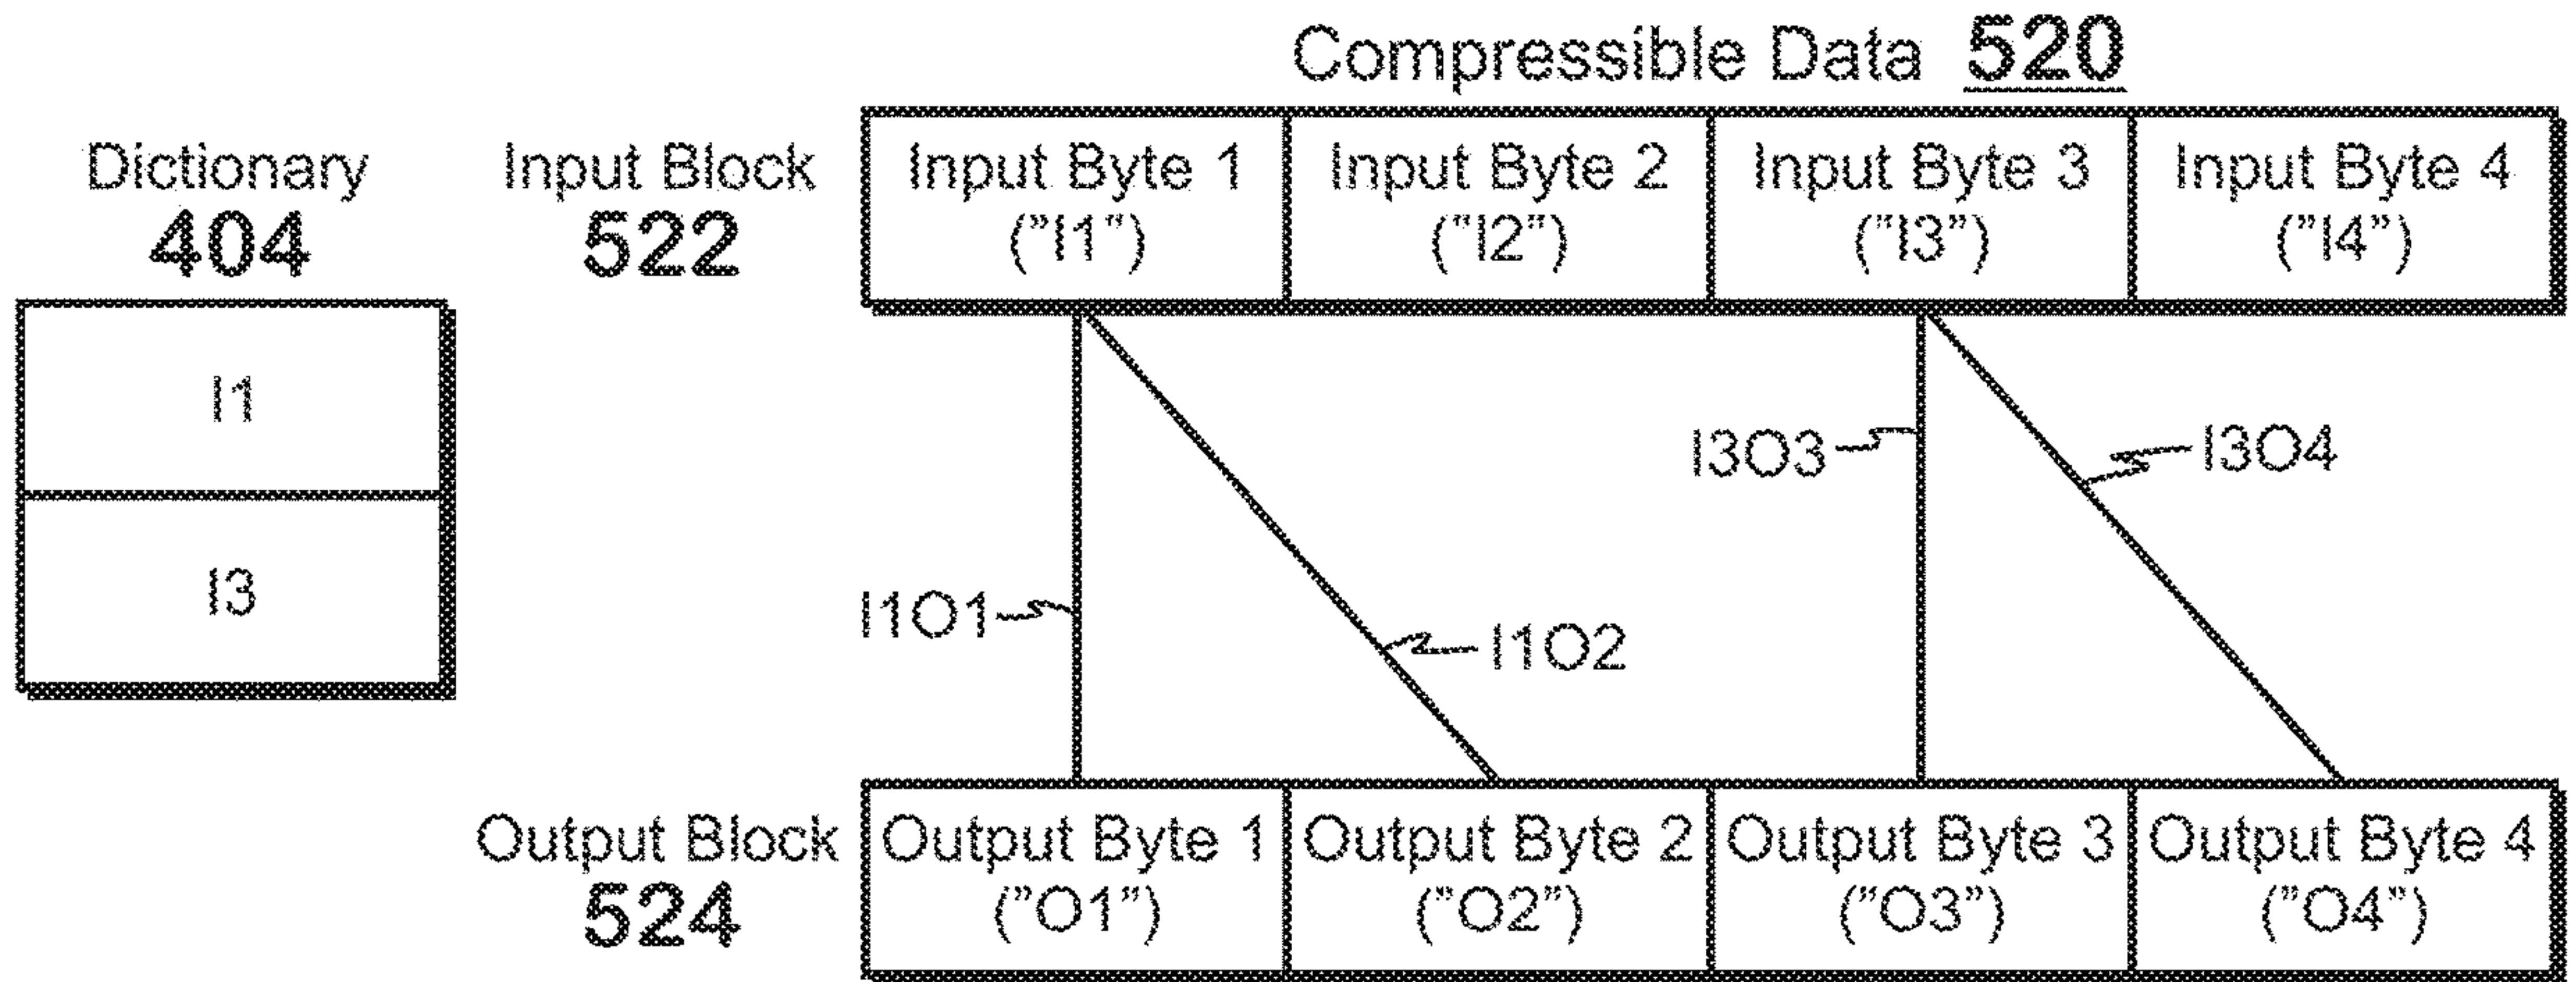 Compressible Data 520
Dictionary
404
Input Block
522
Input Byte 1
("I1")
Input Byte 2
("I2")
Input Byte 3
("I3")
Input Byte 4
("I4")
I1
I3
I1O1
I1O2
I3O3
I3O4
Output Block
524
Output Byte 1
("O1")
Output Byte 2
("O2")
Output Byte 3
("O3")
Output Byte 4
("O4")